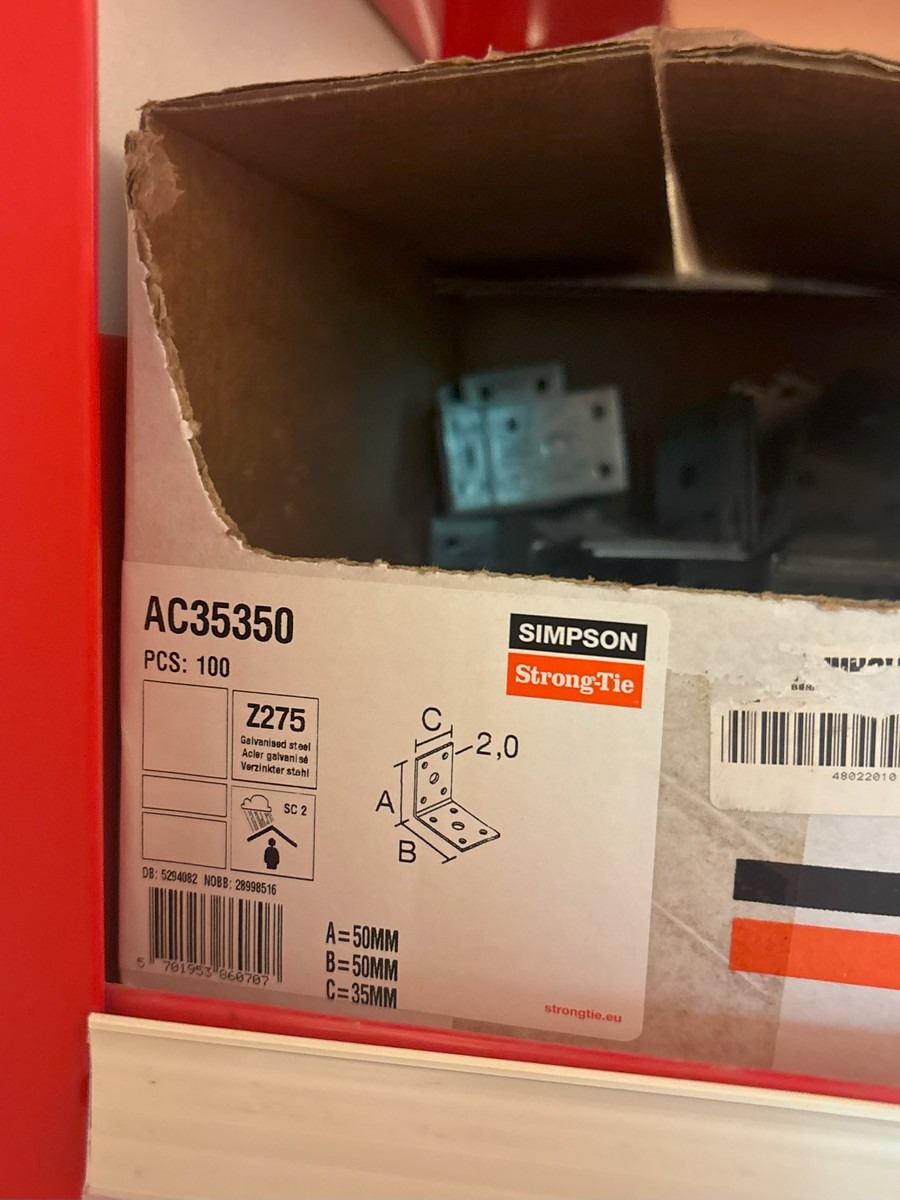 AC35350
PCS: 100
SIMPSON
Strong-Tie
Z275
Galvanised steel
Acier galvanisé
Verzinkter stahl
SC 2
C
2,0
A
B
DB: 5294082 NOBB: 28998516
5 701953 860707
A=50MM
B=50MM
C=35MM
strongtie.eu
48022010